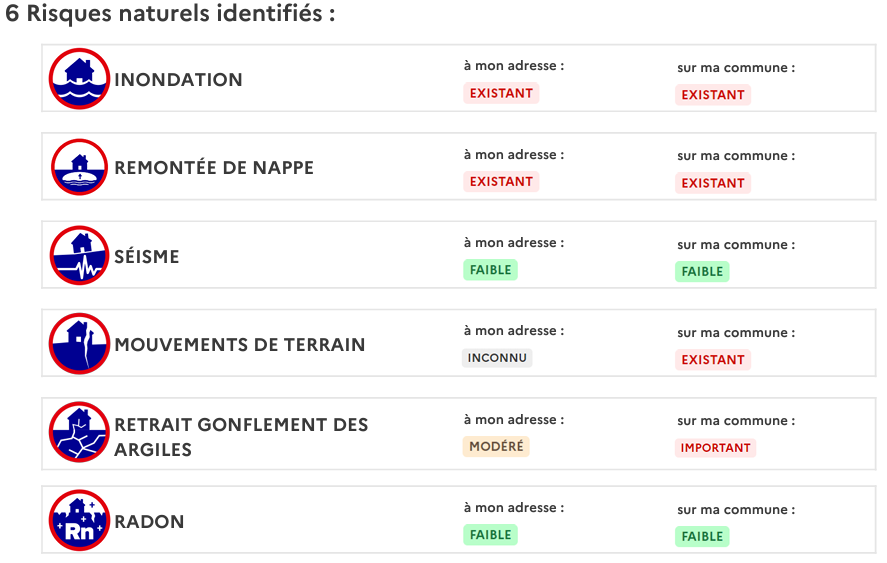 6 Risques naturels identifiés :
INONDATION
à mon adresse :
EXISTANT
sur ma commune :
EXISTANT
REMONTÉE DE NAPPE
à mon adresse :
EXISTANT
sur ma commune :
EXISTANT
SÉISME
à mon adresse :
FAIBLE
sur ma commune :
FAIBLE
MOUVEMENTS DE TERRAIN
à mon adresse :
INCONNU
sur ma commune :
EXISTANT
RETRAIT GONFLEMENT DES
ARGILES
à mon adresse :
MODÉRÉ
sur ma commune :
IMPORTANT
Rn
RADON
à mon adresse :
FAIBLE
sur ma commune :
FAIBLE